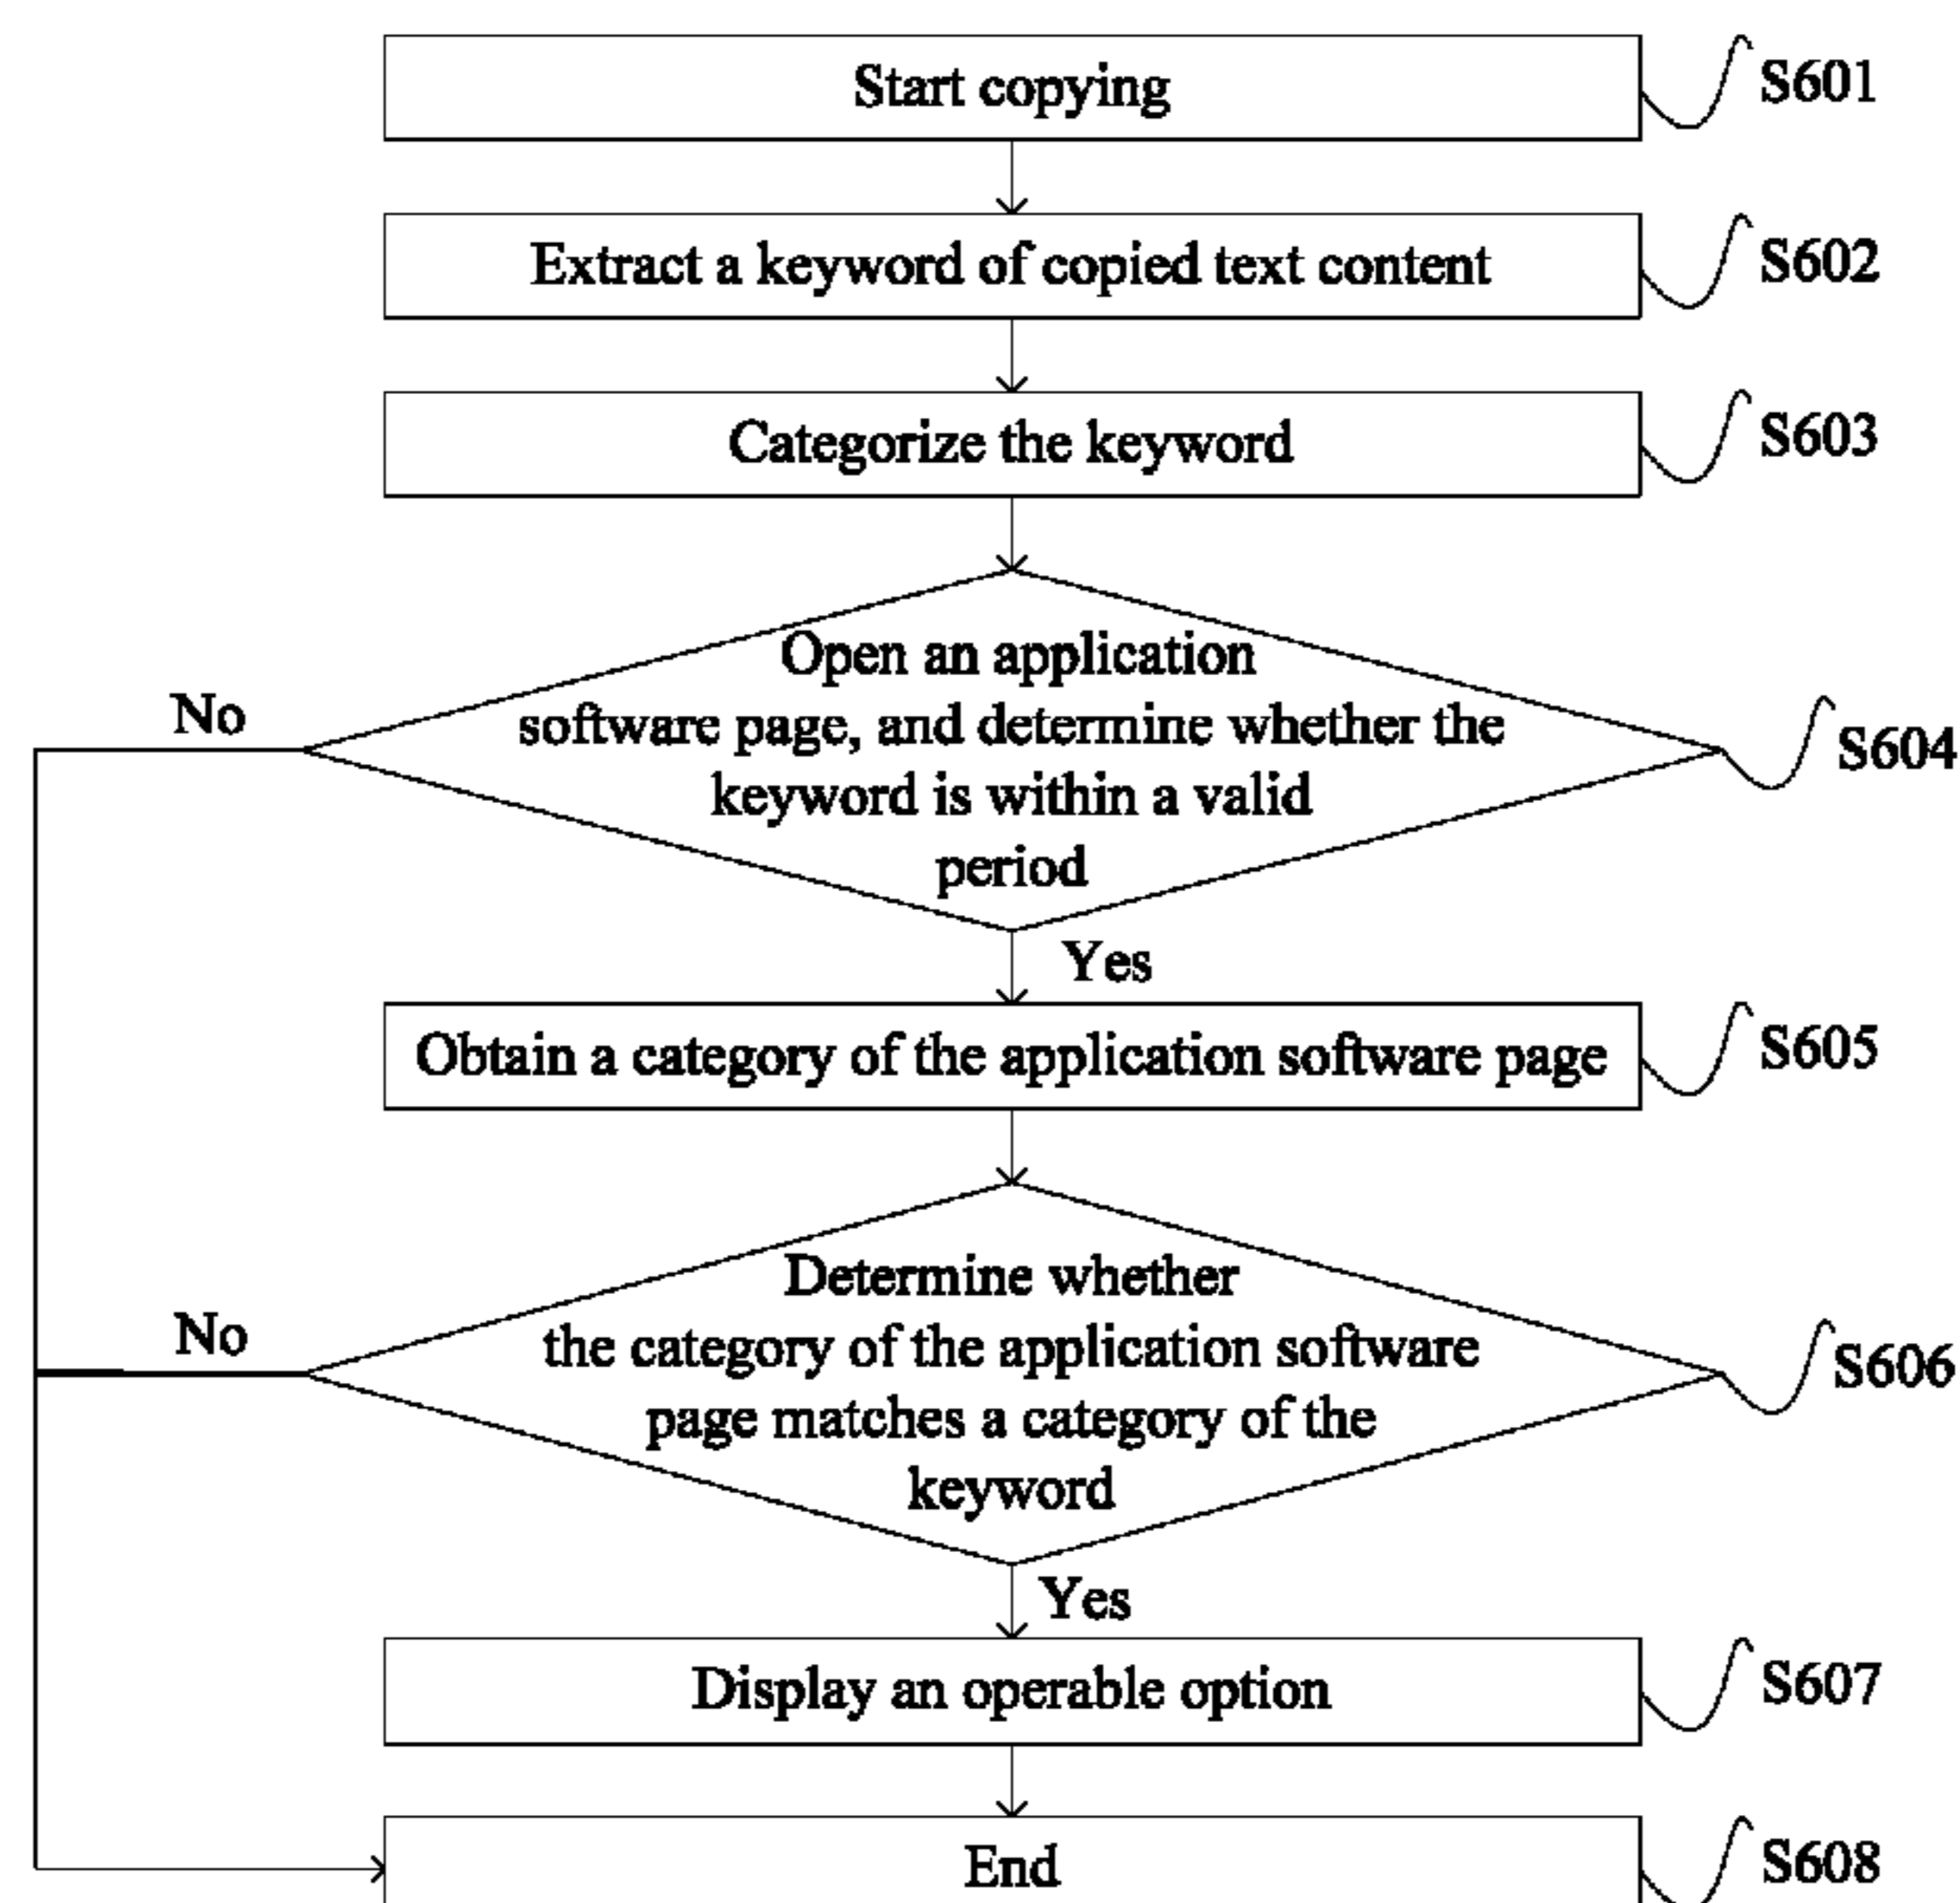 Start copying
S601
Extract a keyword of copied text content
S602
Categorize the keyword
S603
Open an application
software page, and determine whether the
keyword is within a valid
period
No
S604
Yes
Obtain a category of the application software page
S605
Determine whether
the category of the application software
page matches a category of the
keyword
No
S606
Yes
Display an operable option
S607
End
S608